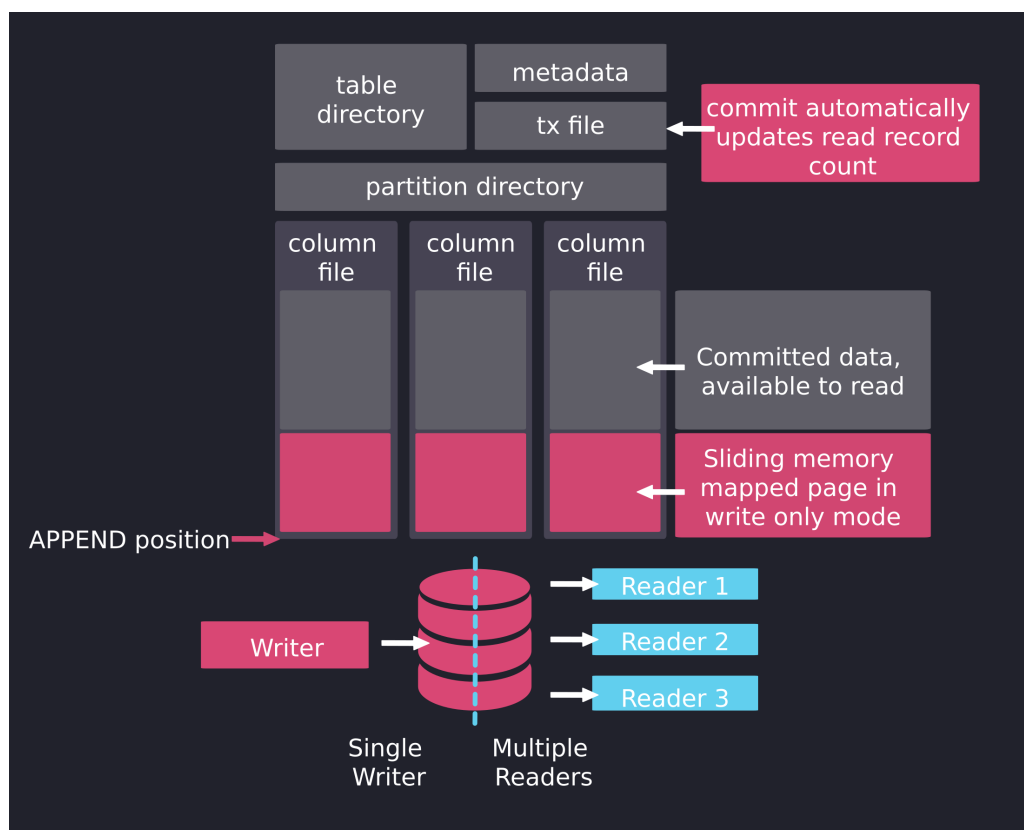 table
directory
metadata
tx file
commit automatically
updates read record
count
partition directory
column
file
column
file
column
file
Committed data,
available to read
Sliding memory
mapped page in
write only mode
APPEND position
Writer
Reader 1
Reader 2
Reader 3
Single
Writer
Multiple
Readers